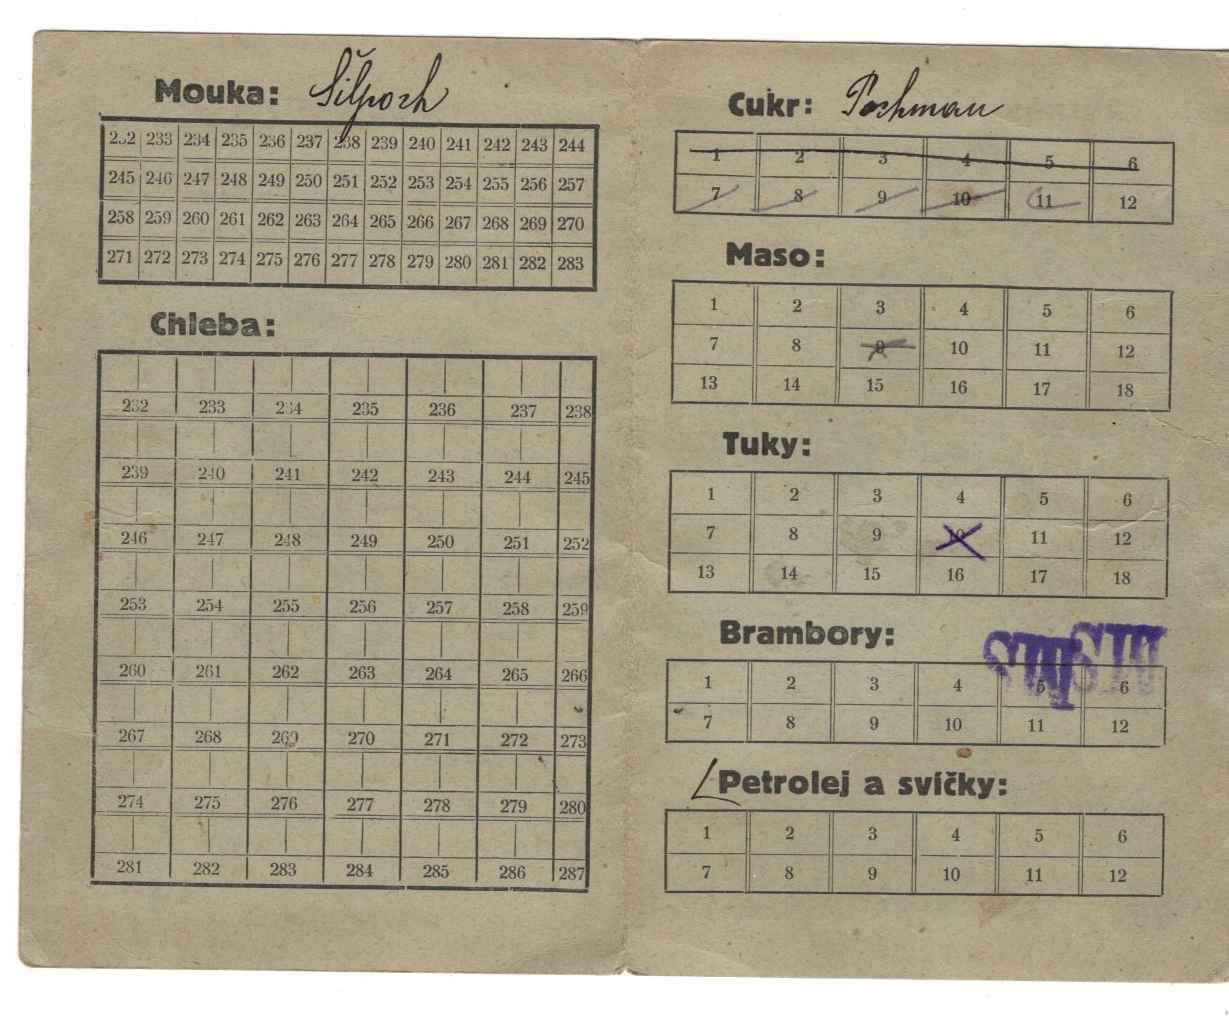 Mouka: Šilpoch
232 233 234 235 236 237 238 239 240 241 242 243 244
245 246 247 248 249 250 251 252 253 254 255 256 257
258 259 260 261 262 263 264 265 266 267 268 269 270
271 272 273 274 275 276 277 278 279 280 281 282 283
Chleba:
232 233 234 235 236 237 238
239 240 241 242 243 244 245
246 247 248 249 250 251 252
253 254 255 256 257 258 259
260 261 262 263 264 265 266
267 268 269 270 271 272 273
274 275 276 277 278 279 280
281 282 283 284 285 286 287
Cukr: Pochman
1 2 3 4 5 6
7 8 9 10 11 12
Maso:
1 2 3 4 5 6
7 8 9 10 11 12
13 14 15 16 17 18
Tuky:
1 2 3 4 5 6
7 8 9 10 11 12
13 14 15 16 17 18
Brambory:
1 2 3 4 5 6
7 8 9 10 11 12
Petrolej a svíčky:
1 2 3 4 5 6
7 8 9 10 11 12